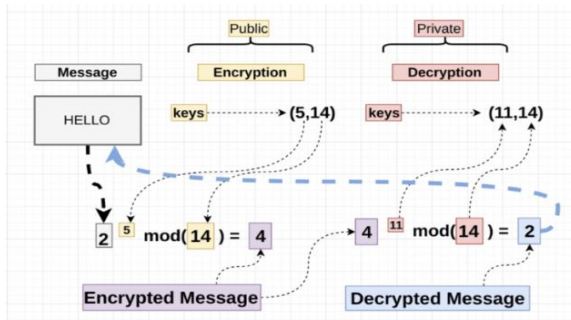 Public
Private
Message
Encryption
Decryption
HELLO
keys
(5,14)
keys
(11,14)
2 5 mod(14) = 4
4 11 mod(14) = 2
Encrypted Message
Decrypted Message